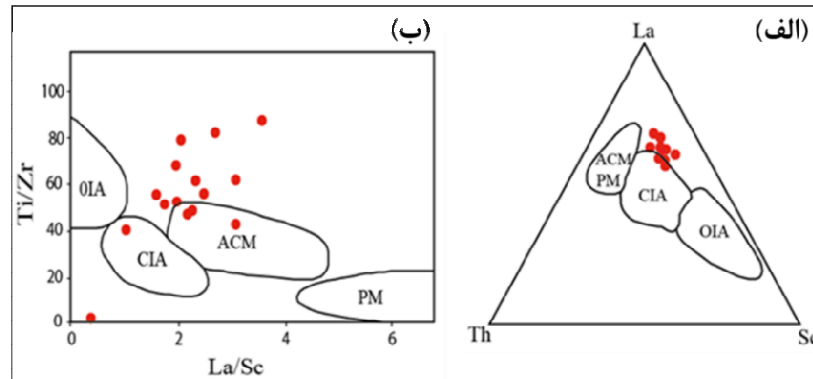 (الف)
La
ACM
PM
CIA
OIA
Th
Sc
(ب)
Ti/Zr
100
80
60
40
20
0
0IA
CIA
ACM
PM
0
2
4
6
La/Sc